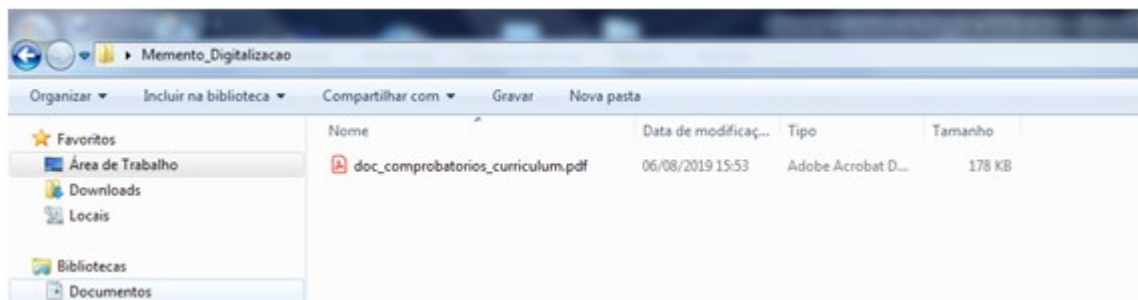 Memento_Digitalizacao
Organizar Incluir na biblioteca Compartilhar com Gravar Nova pasta
Favoritos
Área de Trabalho
Downloads
Locais
Bibliotecas
Documentos
Nome Data de modificaç... Tipo Tamanho
doc_comprobatorios_curriculum.pdf 06/08/2019 15:53 Adobe Acrobat D... 178 KB